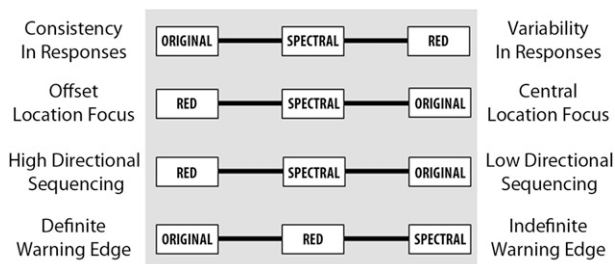 Consistency
In Responses
ORIGINAL SPECTRAL RED
Variability
In Responses
Offset
Location Focus
RED SPECTRAL ORIGINAL
Central
Location Focus
High Directional
Sequencing
RED SPECTRAL ORIGINAL
Low Directional
Sequencing
Definite
Warning Edge
ORIGINAL RED SPECTRAL
Indefinite
Warning Edge